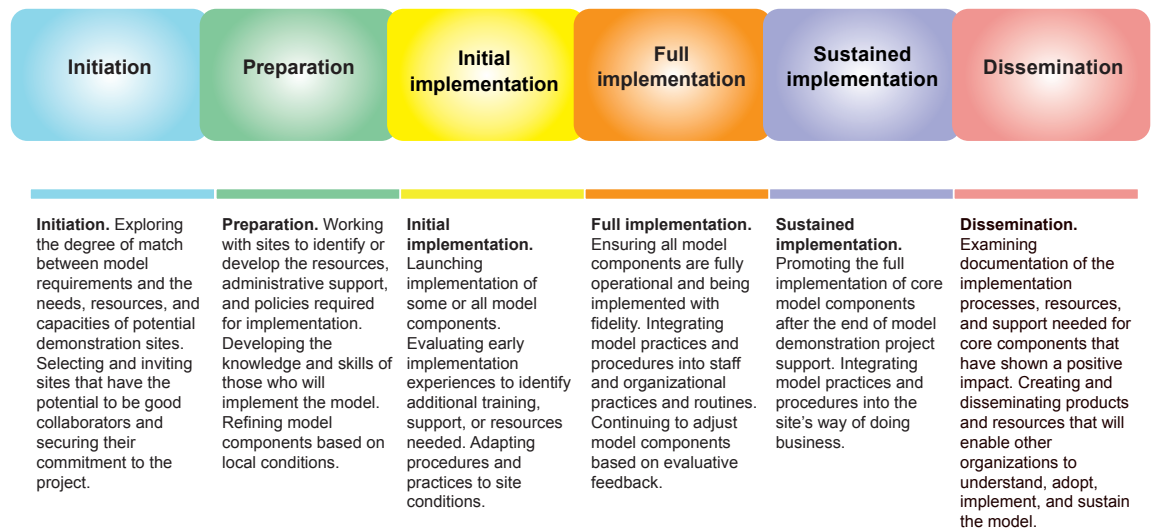 Initiation
Preparation
Initial
implementation
Full
implementation
Sustained
implementation
Dissemination
Initiation. Exploring
the degree of match
between model
requirements and the
needs, resources, and
capacities of potential
demonstration sites.
Selecting and inviting
sites that have the
potential to be good
collaborators and
securing their
commitment to the
project.
Preparation. Working
with sites to identify or
develop the resources,
administrative support,
and policies required
for implementation.
Developing the
knowledge and skills of
those who will
implement the model.
Refining model
components based on
local conditions.
Initial
implementation.
Launching
implementation of
some or all model
components.
Evaluating early
implementation
experiences to identify
additional training,
support, or resources
needed. Adapting
procedures and
practices to site
conditions.
Full implementation.
Ensuring all model
components are fully
operational and being
implemented with
fidelity. Integrating
model practices and
procedures into staff
and organizational
practices and routines.
Continuing to adjust
model components
based on evaluative
feedback.
Sustained
implementation.
Promoting the full
implementation of core
model components
after the end of model
demonstration project
support. Integrating
model practices and
procedures into the
site’s way of doing
business.
Dissemination.
Examining
documentation of the
implementation
processes, resources,
and support needed for
core components that
have shown a positive
impact. Creating and
disseminating products
and resources that will
enable other
organizations to
understand, adopt,
implement, and sustain
the model.